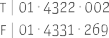 T | 01 · 4322 · 002
F | 01 · 4331 · 269